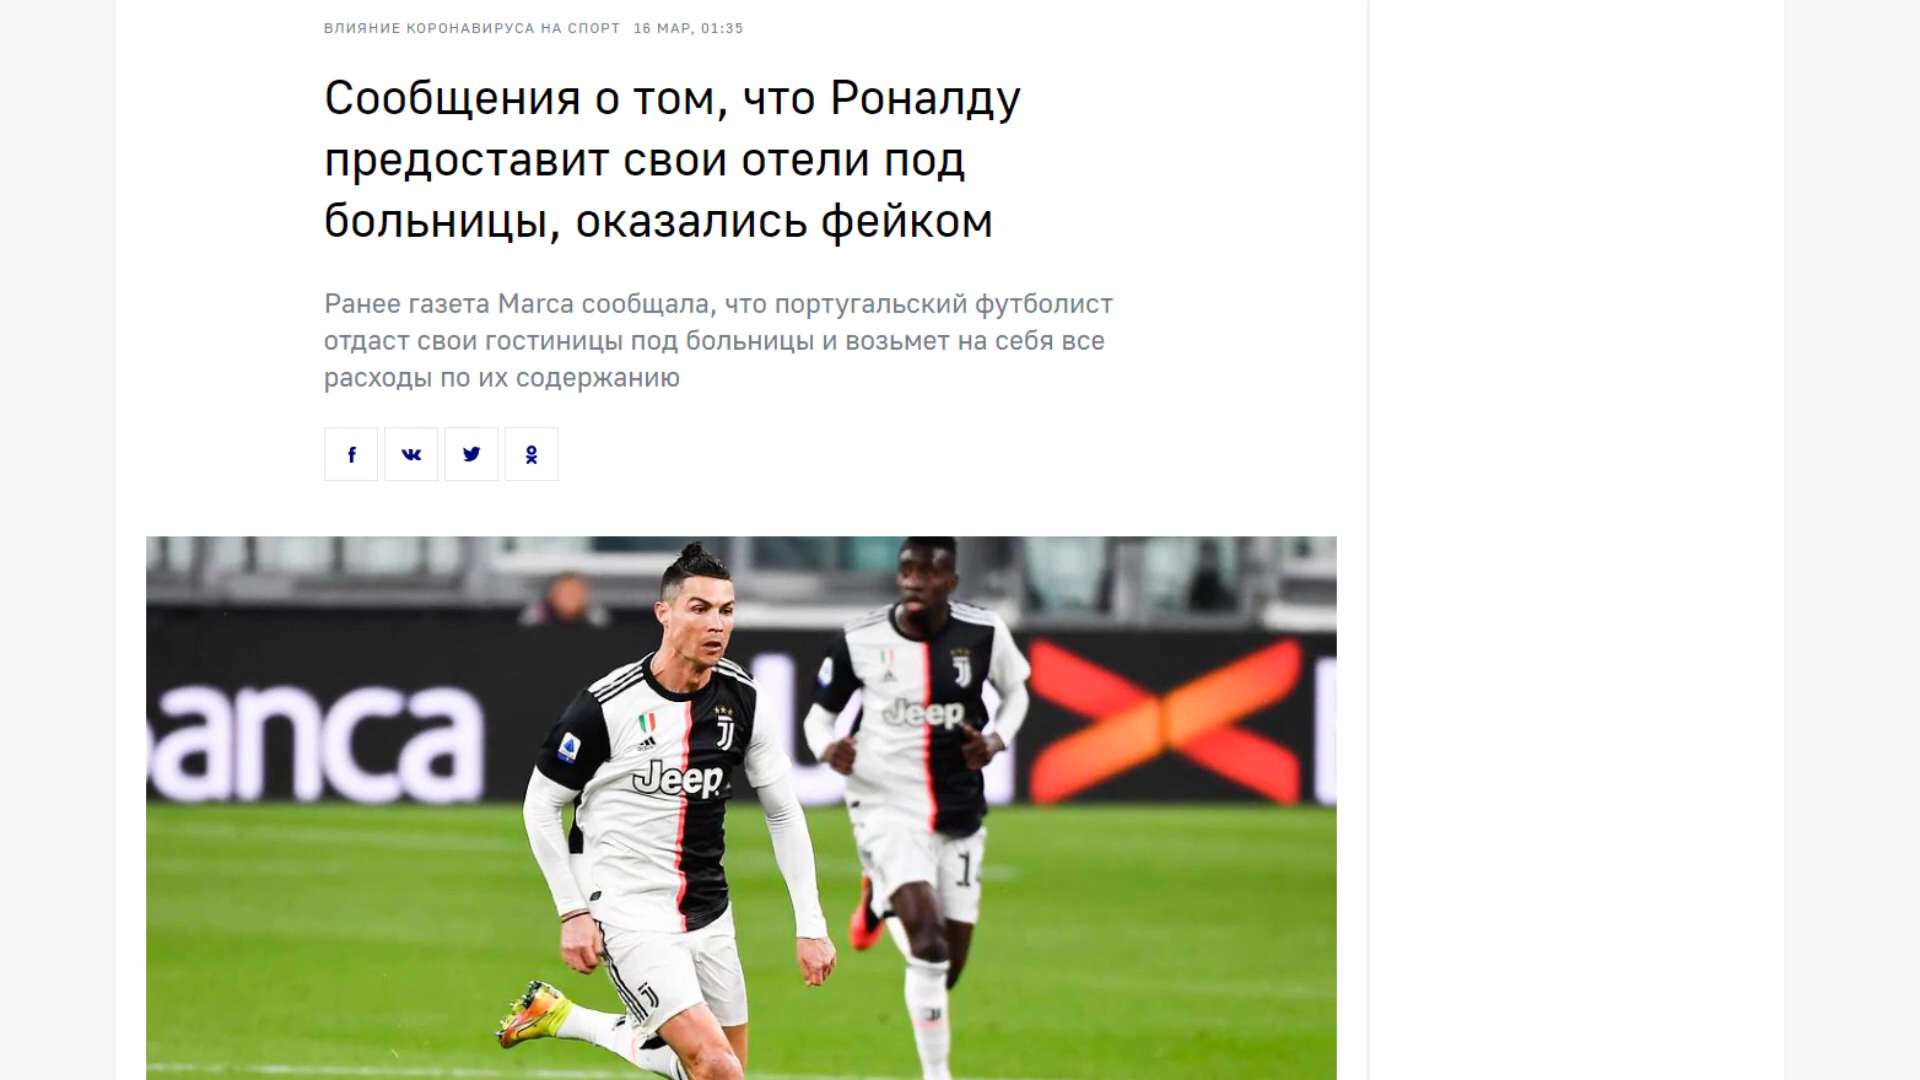 ВЛИЯНИЕ КОРОНАВИРУСА НА СПОРТ 16 МАР, 01:35
Сообщения о том, что Роналду
предоставит свои отели под
больницы, оказались фейком
Ранее газета Marca сообщала, что португальский футболист
отдаст свои гостиницы под больницы и возьмет на себя все
расходы по их содержанию
anca
Jeep
Jeep
1